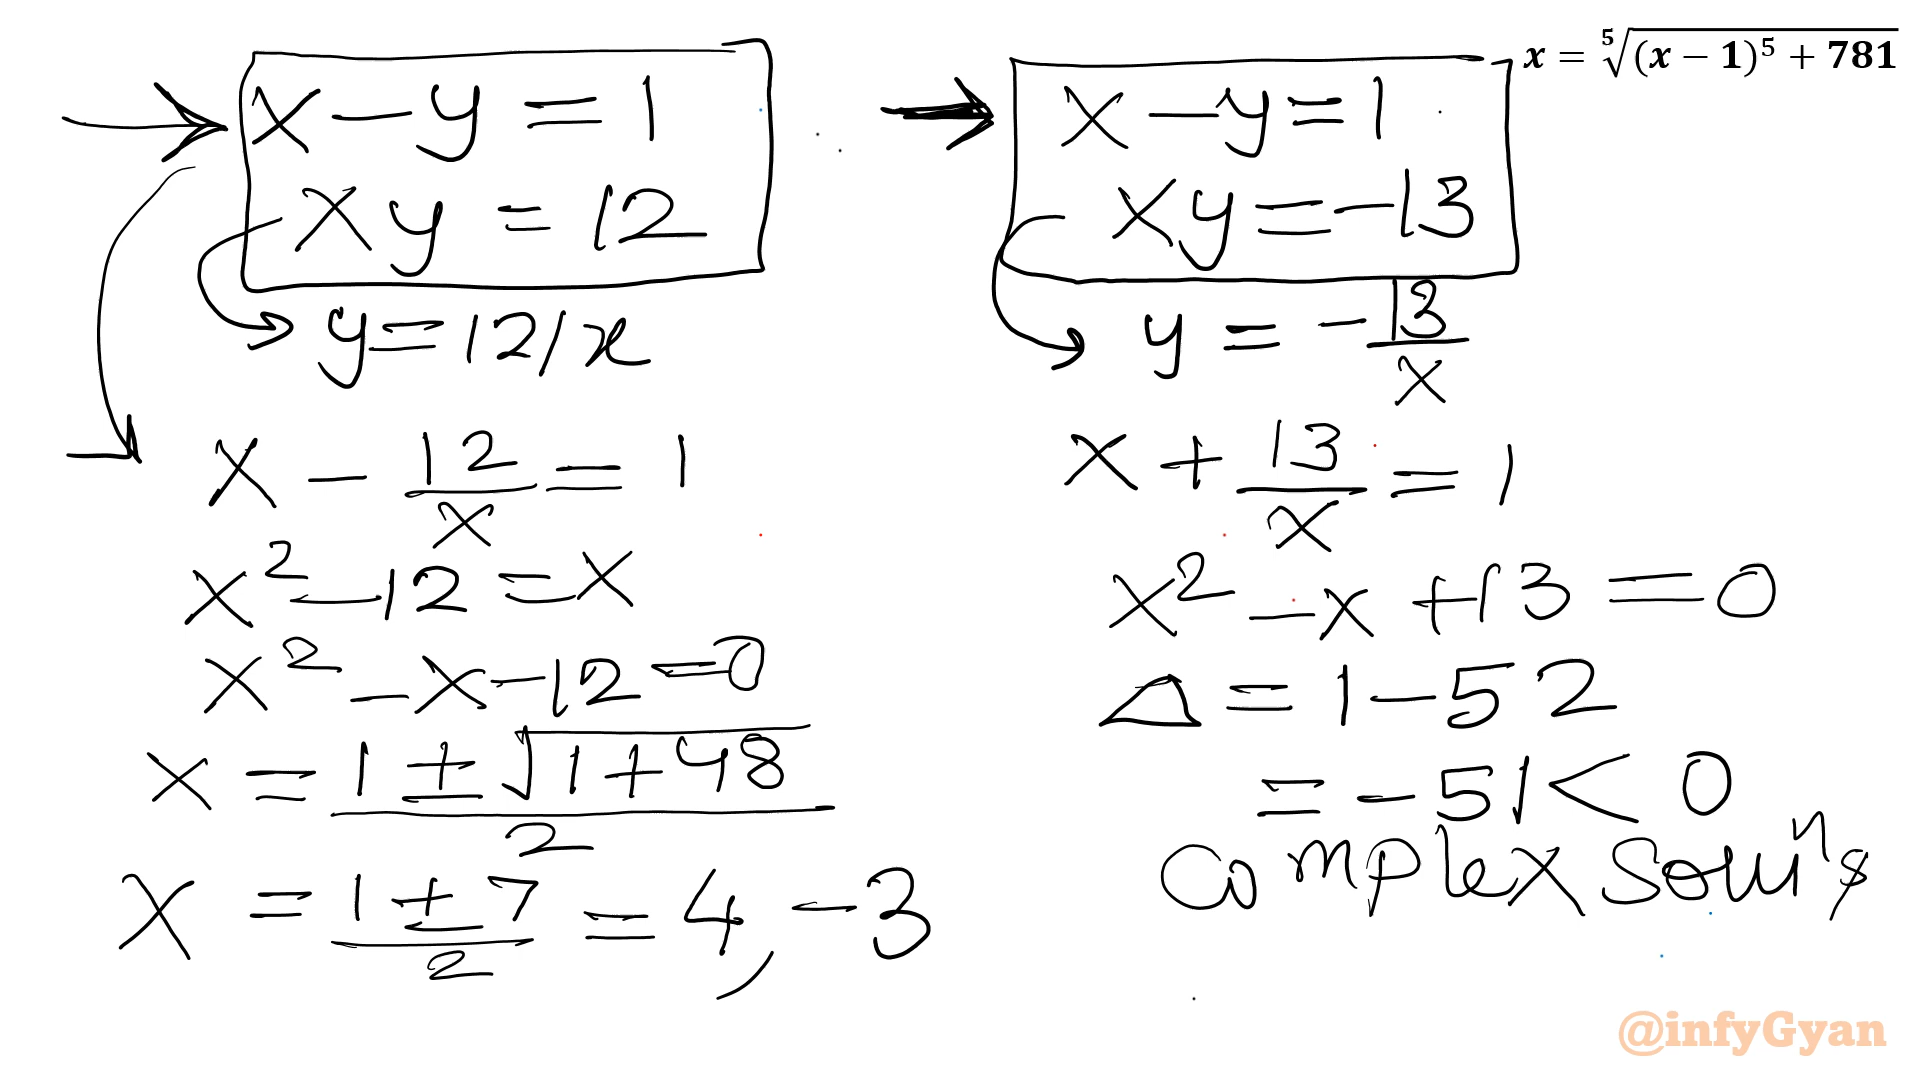 x = ⁵√((x − 1)⁵ + 781)
x − y = 1
xy = 12
y = 12/x
x − 12/x = 1
x² − 12 = x
x² − x − 12 = 0
x = (1 ± √(1 + 48))/2
x = (1 ± 7)/2 = 4, −3
x − y = 1
xy = −13
y = −13/x
x + 13/x = 1
x² − x + 13 = 0
Δ = 1 − 52
= −51 < 0
Complex soluⁿs
@infyGyan